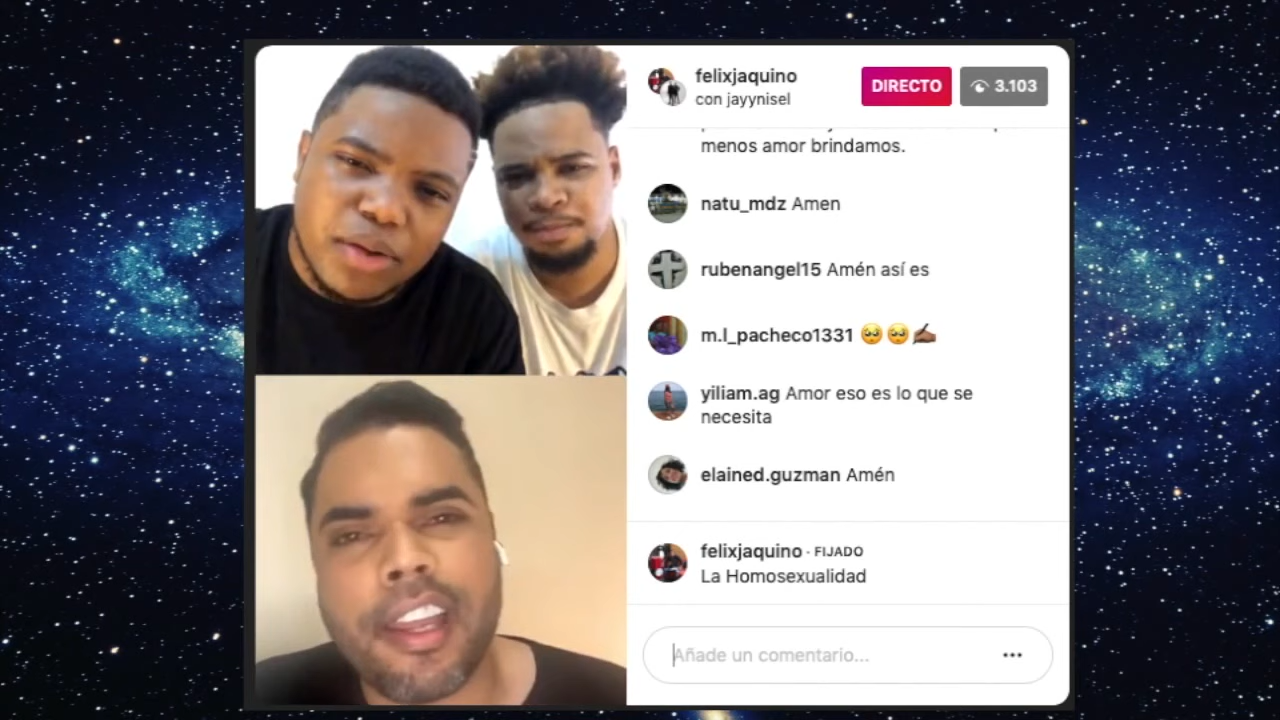 felixjaquino
con jayynisel
DIRECTO
3.103
menos amor brindamos.
natu_mdz Amen
rubenangel15 Amén así es
m.l_pacheco1331 🥺🥺✍🏾
yiliam.ag Amor eso es lo que se
necesita
elained.guzman Amén
felixjaquino · FIJADO
La Homosexualidad
Añade un comentario...